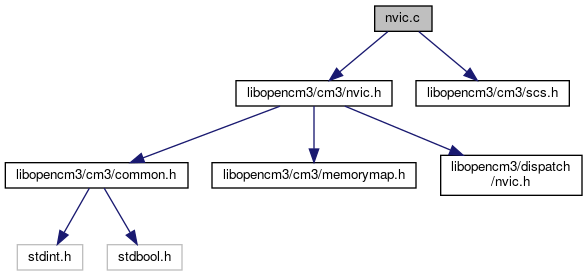 nvic.c
libopencm3/cm3/nvic.h
libopencm3/cm3/scs.h
libopencm3/cm3/common.h
libopencm3/cm3/memorymap.h
libopencm3/dispatch
/nvic.h
stdint.h
stdbool.h